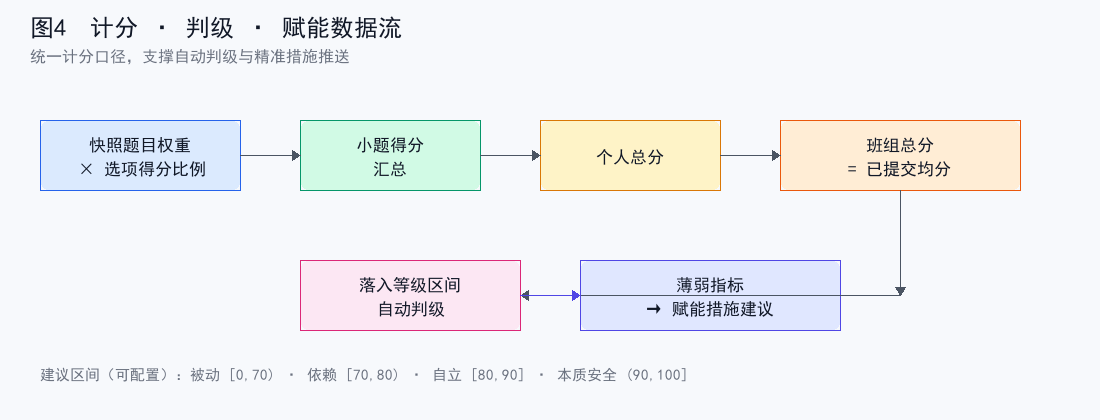 图4 计分 · 判级 · 赋能数据流
统一计分口径，支撑自动判级与精准措施推送
快照题目权重
× 选项得分比例
小题得分
汇总
个人总分
班组总分
= 已提交均分
落入等级区间
自动判级
薄弱指标
→ 赋能措施建议
建议区间（可配置）：被动 [0,70) · 依赖 [70,80) · 自立 [80,90] · 本质安全 (90,100]